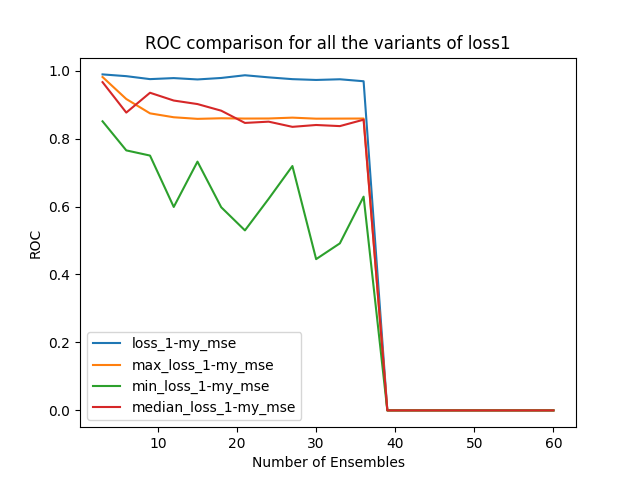 ROC comparison for all the variants of loss1
1.0
0.8
0.6
0.4
0.2
0.0
ROC
loss_1-my_mse
max_loss_1-my_mse
min_loss_1-my_mse
median_loss_1-my_mse
10 20 30 40 50 60
Number of Ensembles